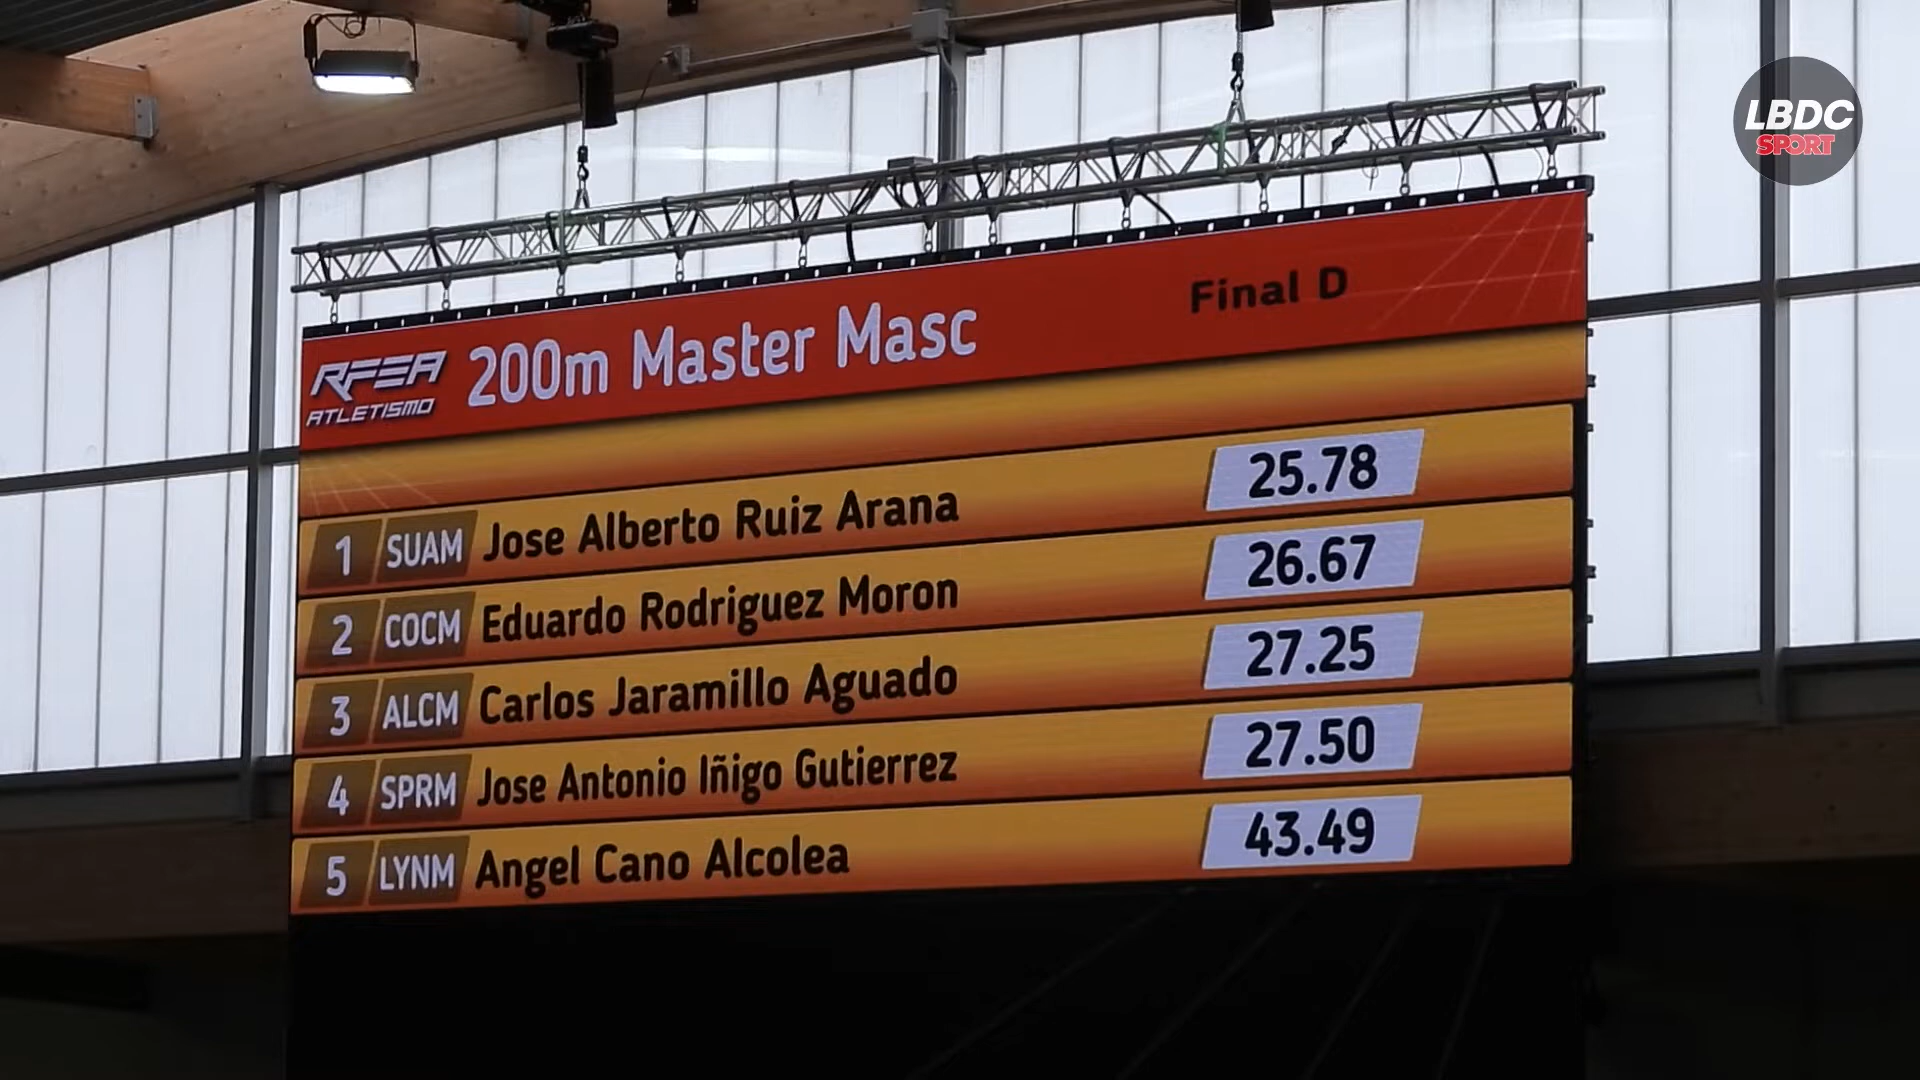 LBDC
SPORT
RFEA
ATLETISMO
200m Master Masc
Final D
1 SUAM Jose Alberto Ruiz Arana 25.78
2 COCM Eduardo Rodriguez Moron 26.67
3 ALCM Carlos Jaramillo Aguado 27.25
4 SPRM Jose Antonio Iñigo Gutierrez 27.50
5 LYNM Angel Cano Alcolea 43.49